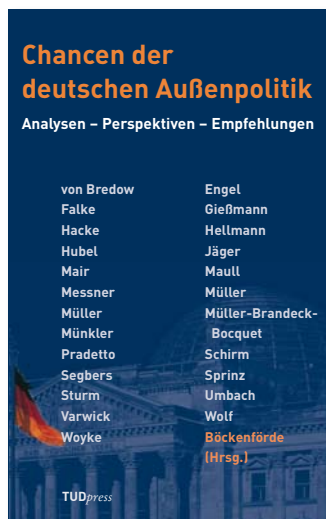 Chancen der
deutschen Außenpolitik
Analysen – Perspektiven – Empfehlungen
von Bredow
Falke
Hacke
Hubel
Mair
Messner
Müller
Münkler
Pradetto
Segbers
Sturm
Varwick
Woyke
Engel
Gießmann
Hellmann
Jäger
Maull
Müller
Müller-Brandeck-
Bocquet
Schirm
Sprinz
Umbach
Wolf
Böckenförde
(Hrsg.)
TUDpress